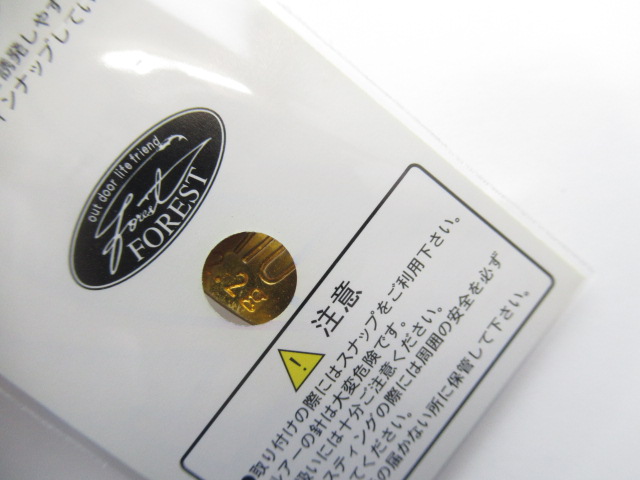 誘発しやす
インナップしてい
out door life friend
forest
FOREST
2
注意
取り付けの際にはスナップをご利用下さい。
ルアーの針は大変危険です。
扱いには十分ご注意ください。
スティングの際には周囲の安全を必ず
てください。
の届かない所に保管して下さい。